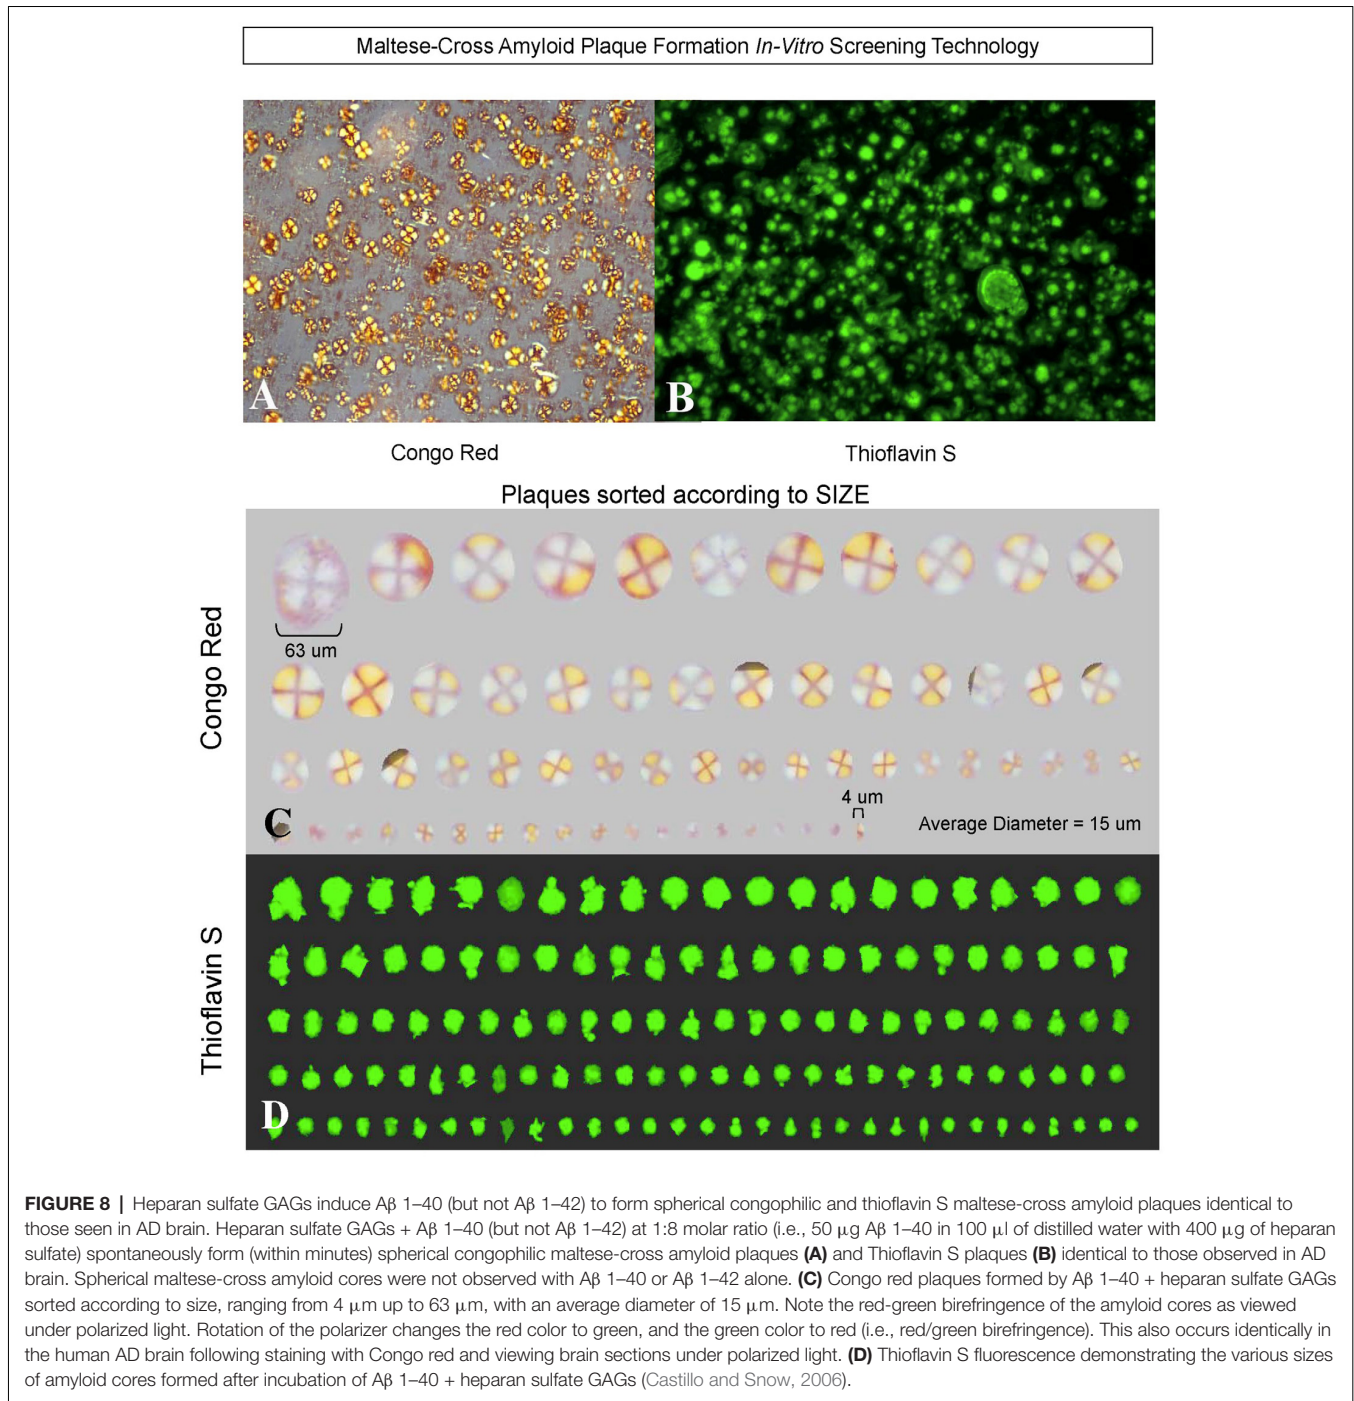 Maltese-Cross Amyloid Plaque Formation In-Vitro Screening Technology
A
B
Congo Red
Thioflavin S
Plaques sorted according to SIZE
Congo Red
63 um
4 um
C
Average Diameter = 15 um
Thioflavin S
D
FIGURE 8 | Heparan sulfate GAGs induce Aβ 1–40 (but not Aβ 1–42) to form spherical congophilic and thioflavin S maltese-cross amyloid plaques identical to
those seen in AD brain. Heparan sulfate GAGs + Aβ 1–40 (but not Aβ 1–42) at 1:8 molar ratio (i.e., 50 μg Aβ 1–40 in 100 μl of distilled water with 400 μg of heparan
sulfate) spontaneously form (within minutes) spherical congophilic maltese-cross amyloid plaques (A) and Thioflavin S plaques (B) identical to those observed in AD
brain. Spherical maltese-cross amyloid cores were not observed with Aβ 1–40 or Aβ 1–42 alone. (C) Congo red plaques formed by Aβ 1–40 + heparan sulfate GAGs
sorted according to size, ranging from 4 μm up to 63 μm, with an average diameter of 15 μm. Note the red-green birefringence of the amyloid cores as viewed
under polarized light. Rotation of the polarizer changes the red color to green, and the green color to red (i.e., red/green birefringence). This also occurs identically in
the human AD brain following staining with Congo red and viewing brain sections under polarized light. (D) Thioflavin S fluorescence demonstrating the various sizes
of amyloid cores formed after incubation of Aβ 1–40 + heparan sulfate GAGs (Castillo and Snow, 2006).